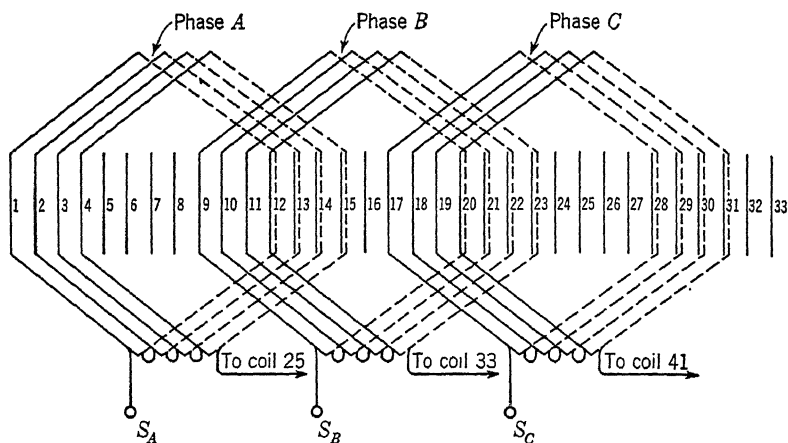 Phase A Phase B Phase C
1 2 3 4 5 6 7 8 9 10 11 12 13 14 15 16 17 18 19 20 21 22 23 24 25 26 27 28 29 30 31 32 33
To coil 25 To coil 33 To coil 41
S_A S_B S_C